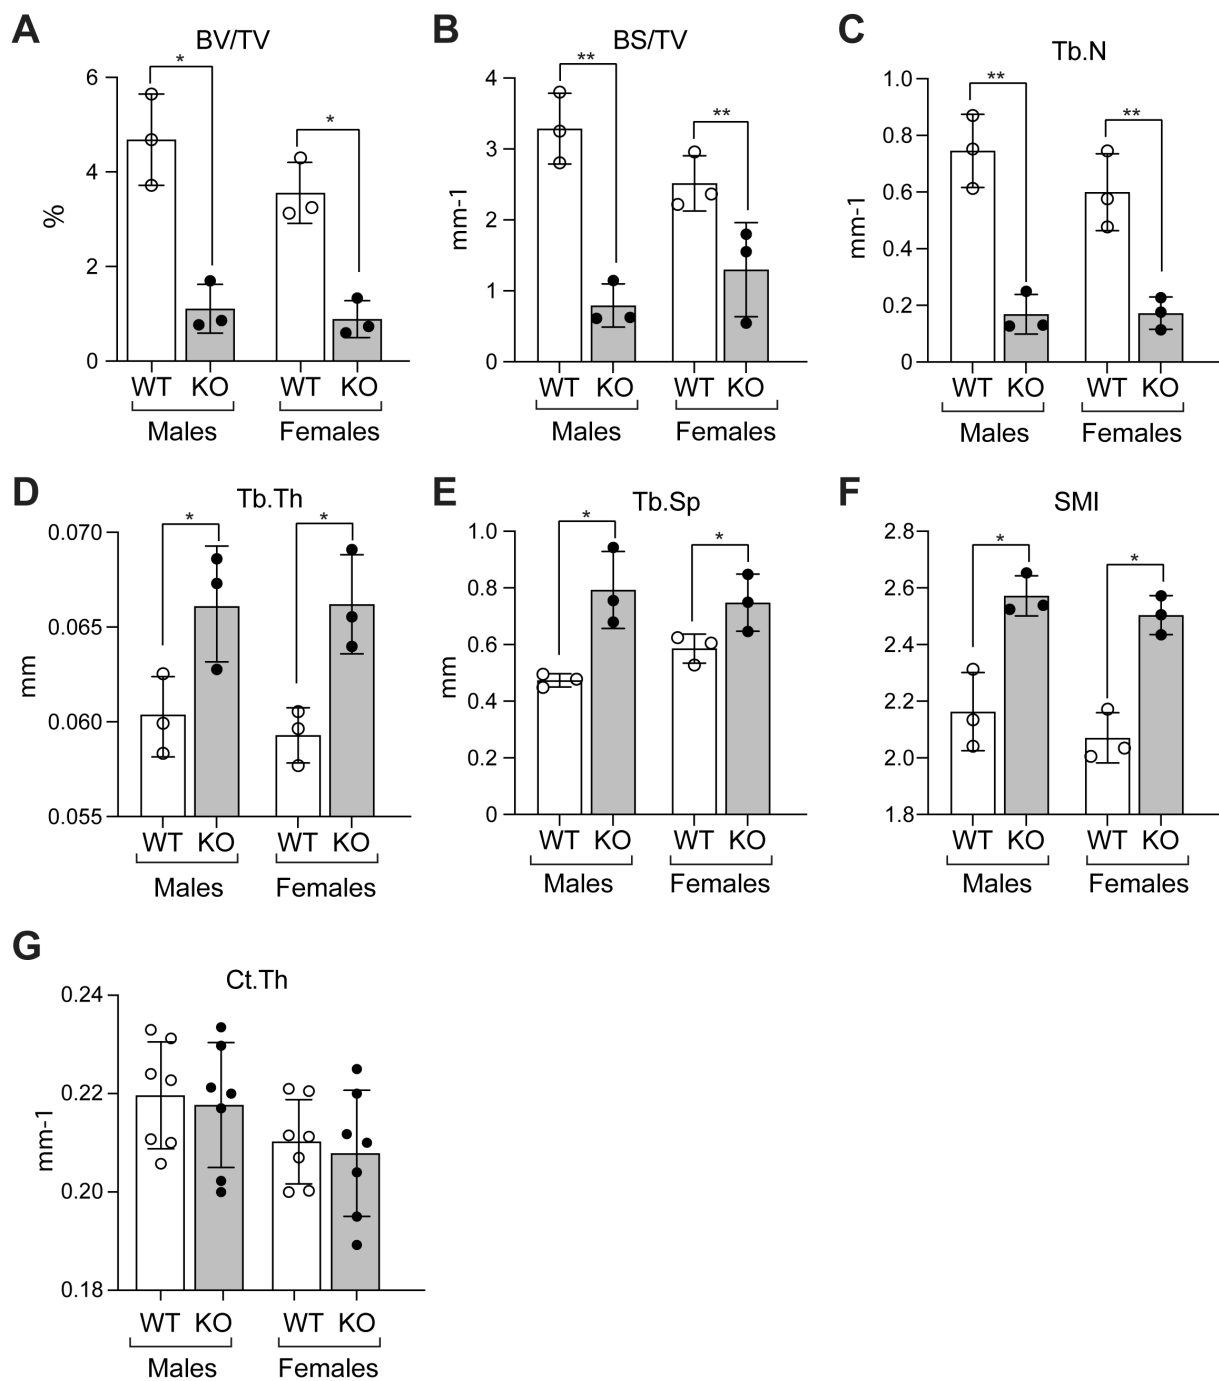 A
BV/TV
%
6
4
2
0
*
*
WT KO WT KO
Males Females
B
BS/TV
mm-1
4
3
2
1
0
**
**
WT KO WT KO
Males Females
C
Tb.N
mm-1
1.0
0.8
0.6
0.4
0.2
0
**
**
WT KO WT KO
Males Females
D
Tb.Th
mm
0.070
0.065
0.060
0.055
*
*
WT KO WT KO
Males Females
E
Tb.Sp
mm
1.0
0.8
0.6
0.4
0.2
0
*
*
WT KO WT KO
Males Females
F
SMI
2.8
2.6
2.4
2.2
2.0
1.8
*
*
WT KO WT KO
Males Females
G
Ct.Th
mm-1
0.24
0.22
0.20
0.18
WT KO WT KO
Males Females